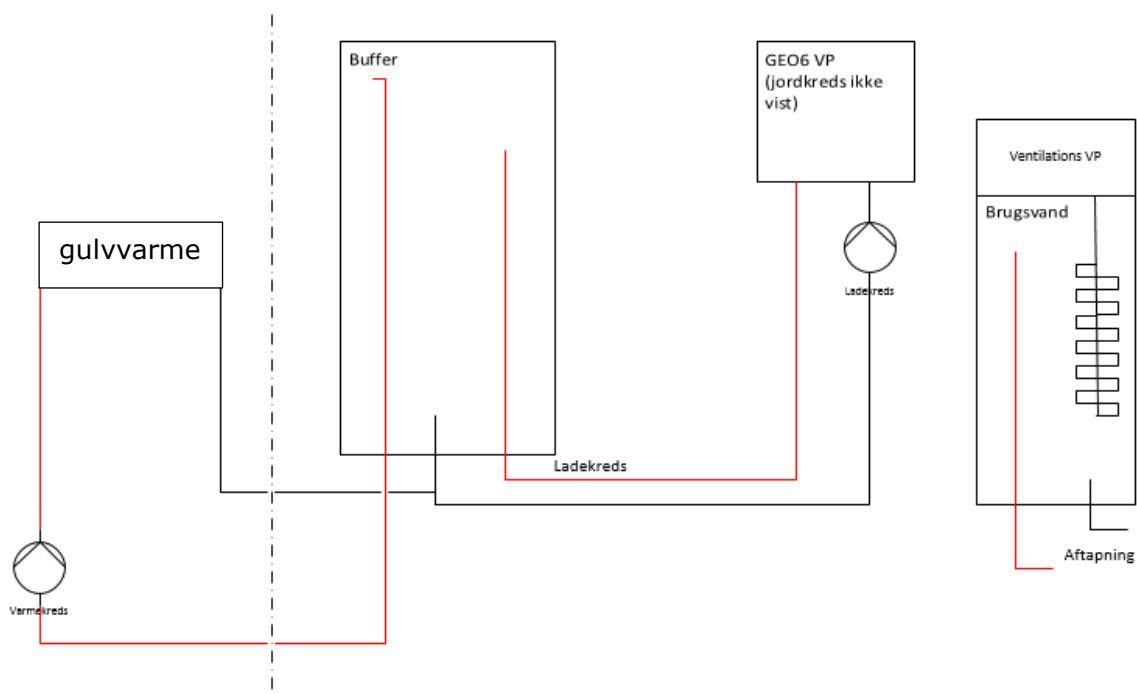 Buffer
GEO6 VP
(jordkreds ikke
vist)
Ventilations VP
Brugsvand
gulvvarme
Ladekreds
Ladekreds
Aftapning
Varmekreds